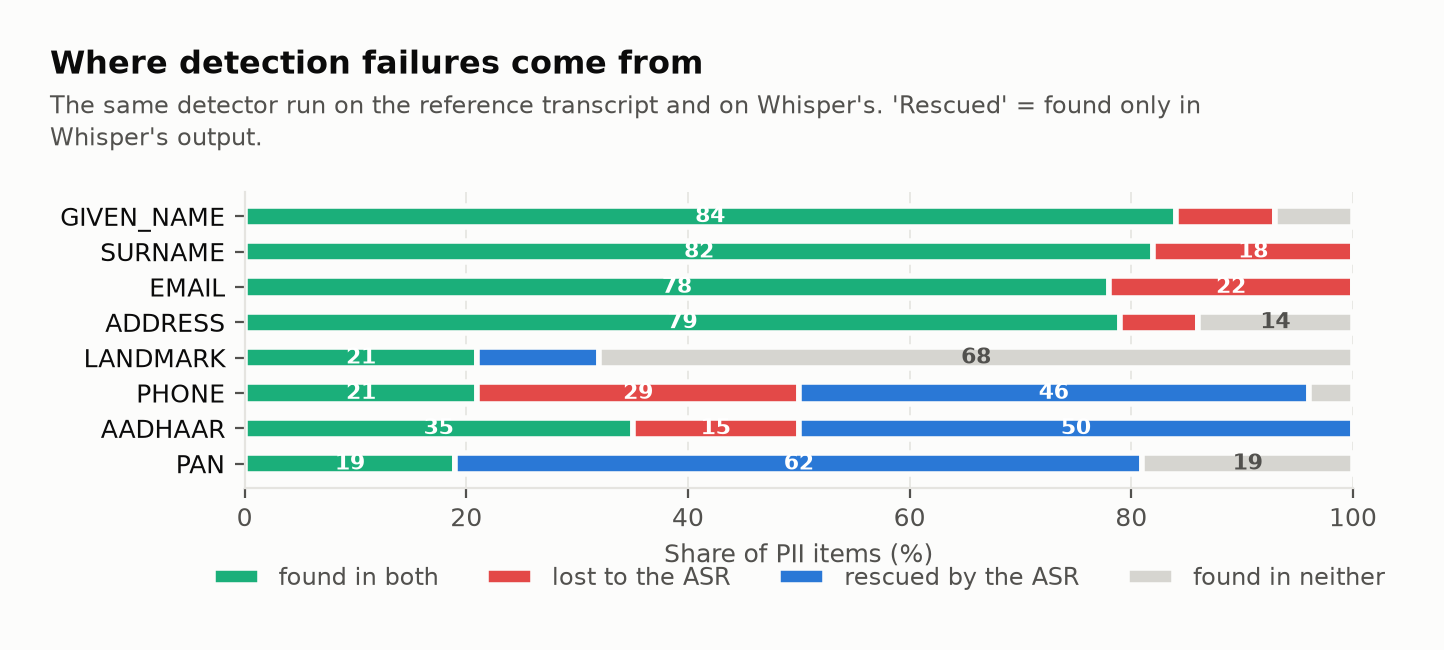 Where detection failures come from
The same detector run on the reference transcript and on Whisper's. 'Rescued' = found only in
Whisper's output.
GIVEN_NAME 84
SURNAME 82 18
EMAIL 78 22
ADDRESS 79 14
LANDMARK 21 68
PHONE 21 29 46
AADHAAR 35 15 50
PAN 19 62 19
0 20 40 60 80 100
Share of PII items (%)
found in both lost to the ASR rescued by the ASR found in neither